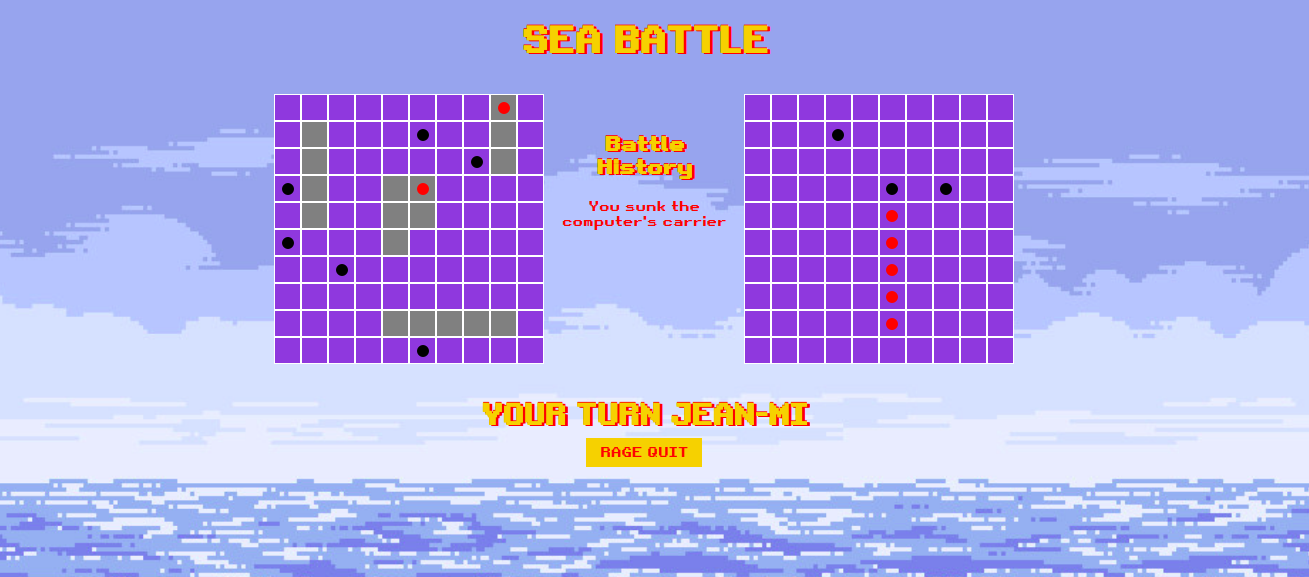 SEA BATTLE
Battle
History
You sunk the
computer's carrier
YOUR TURN JEAN-MI
RAGE QUIT